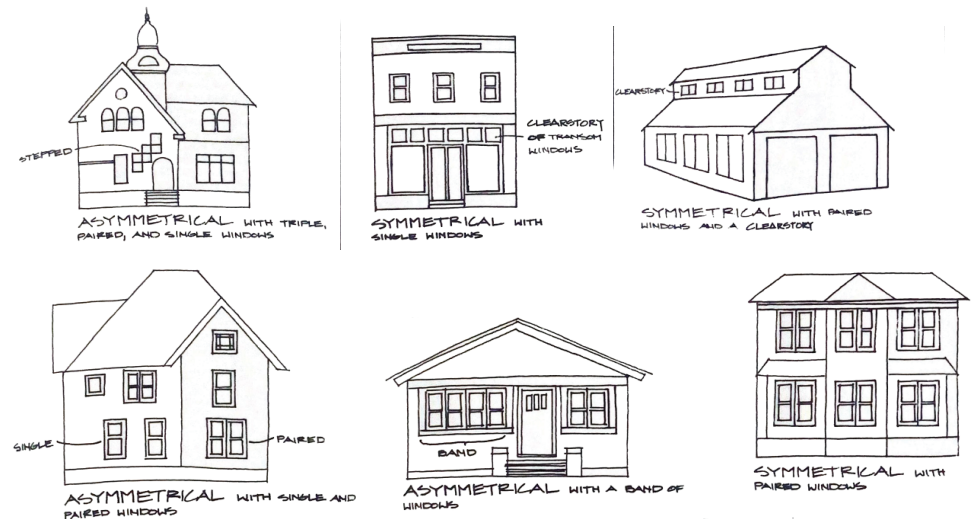 STEPPED
ASYMMETRICAL WITH TRIPLE,
PAIRED, AND SINGLE WINDOWS
CLEARSTORY
OR TRANSOM
WINDOWS
SYMMETRICAL WITH
SINGLE WINDOWS
CLEARSTORY
SYMMETRICAL WITH PAIRED
WINDOWS AND A CLEARSTORY
SINGLE
PAIRED
ASYMMETRICAL WITH SINGLE AND
PAIRED WINDOWS
BAND
ASYMMETRICAL WITH A BAND OF
WINDOWS
SYMMETRICAL WITH
PAIRED WINDOWS